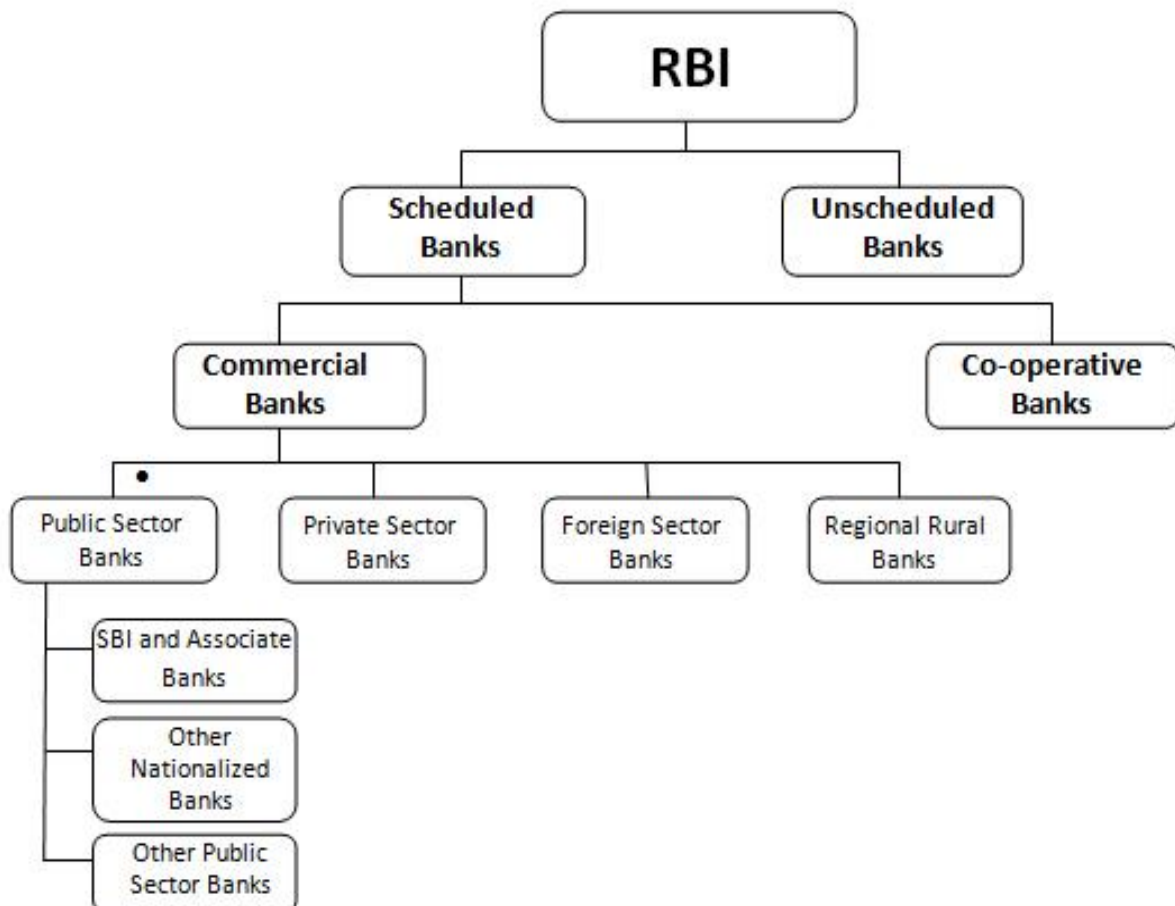 RBI
Scheduled
Banks
Unscheduled
Banks
Commercial
Banks
Co-operative
Banks
Public Sector
Banks
Private Sector
Banks
Foreign Sector
Banks
Regional Rural
Banks
SBI and Associate
Banks
Other
Nationalized
Banks
Other Public
Sector Banks